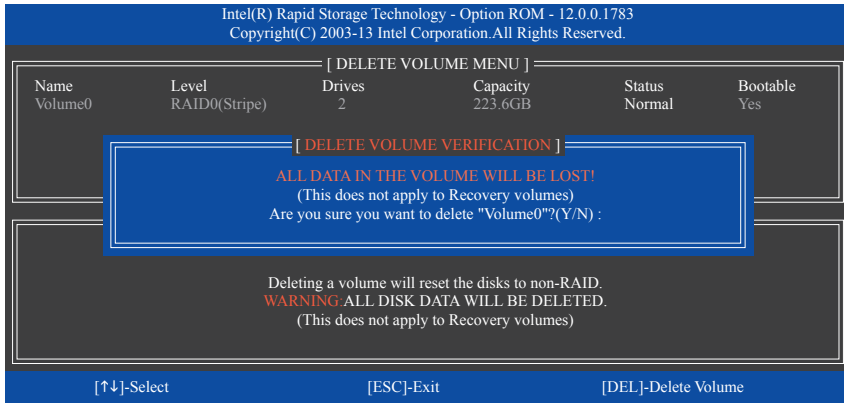 Intel(R) Rapid Storage Technology - Option ROM - 12.0.0.1783
Copyright(C) 2003-13 Intel Corporation.All Rights Reserved.
[ DELETE VOLUME MENU ]
Name Level Drives Capacity Status Bootable
Volume0 RAID0(Stripe) 2 223.6GB Normal Yes
[ DELETE VOLUME VERIFICATION ]
ALL DATA IN THE VOLUME WILL BE LOST!
(This does not apply to Recovery volumes)
Are you sure you want to delete "Volume0"?(Y/N) :
Deleting a volume will reset the disks to non-RAID.
WARNING:ALL DISK DATA WILL BE DELETED.
(This does not apply to Recovery volumes)
[↑↓]-Select [ESC]-Exit [DEL]-Delete Volume